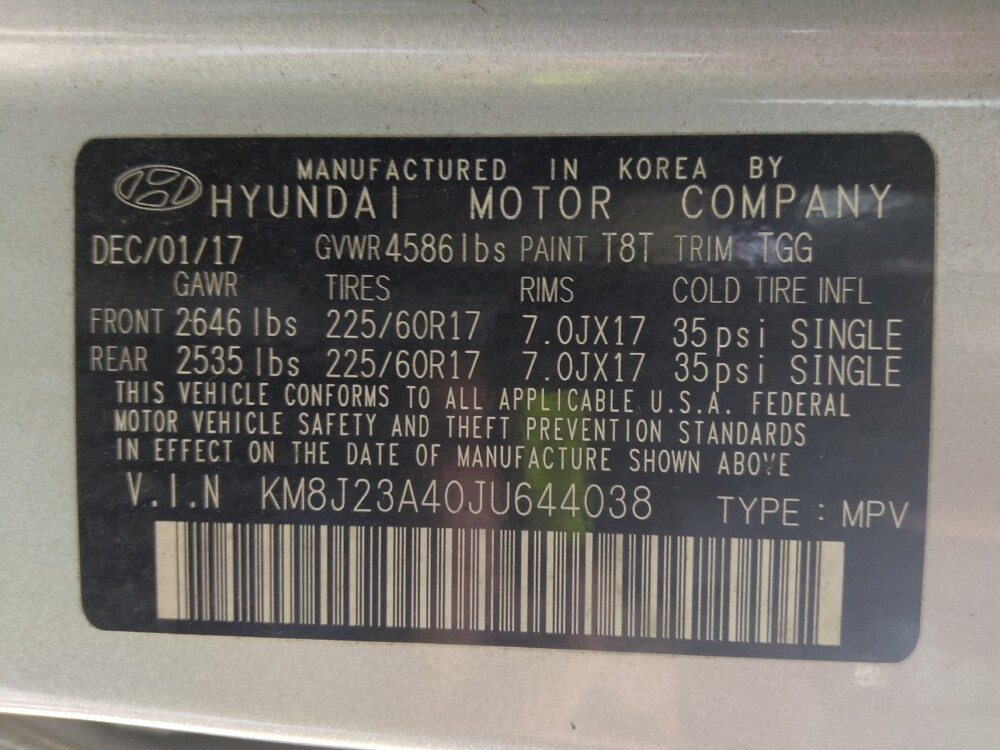 MANUFACTURED IN KOREA BY
HYUNDAI MOTOR COMPANY
DEC/01/17 GVWR 4586 lbs PAINT T8T TRIM TGG
GAWR TIRES RIMS COLD TIRE INFL
FRONT 2646 lbs 225/60R17 7.0JX17 35psi SINGLE
REAR 2535 lbs 225/60R17 7.0JX17 35psi SINGLE
THIS VEHICLE CONFORMS TO ALL APPLICABLE U.S.A. FEDERAL
MOTOR VEHICLE SAFETY AND THEFT PREVENTION STANDARDS
IN EFFECT ON THE DATE OF MANUFACTURE SHOWN ABOVE
V.I.N KM8J23A40JU644038 TYPE : MPV